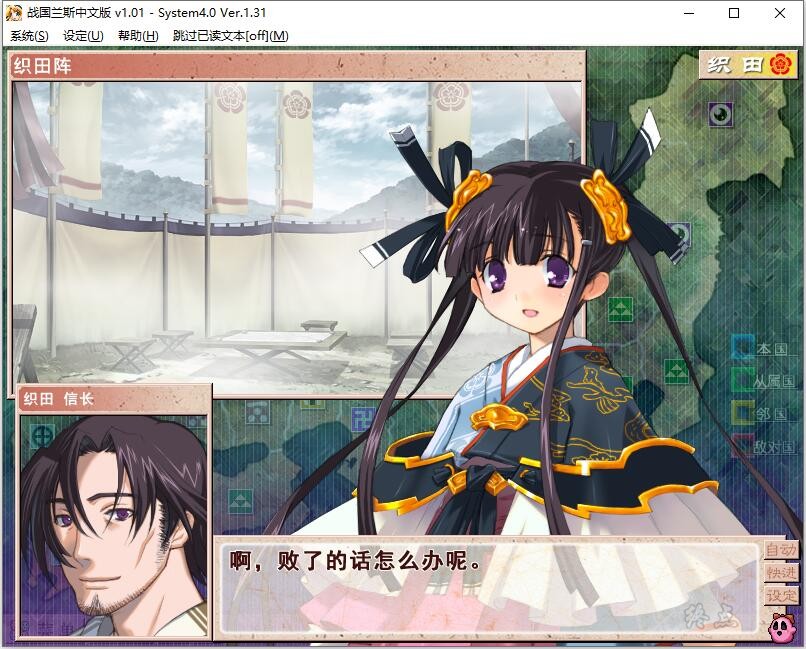 战国兰斯中文版 v1.01 - System4.0 Ver.1.31
系统(S) 设定(U) 帮助(H) 跳过已读文本[off](M)
织田阵
织田
本国
从属国
邻国
敌对国
织田 信长
啊，败了的话怎么办呢。
自动
快进
设定